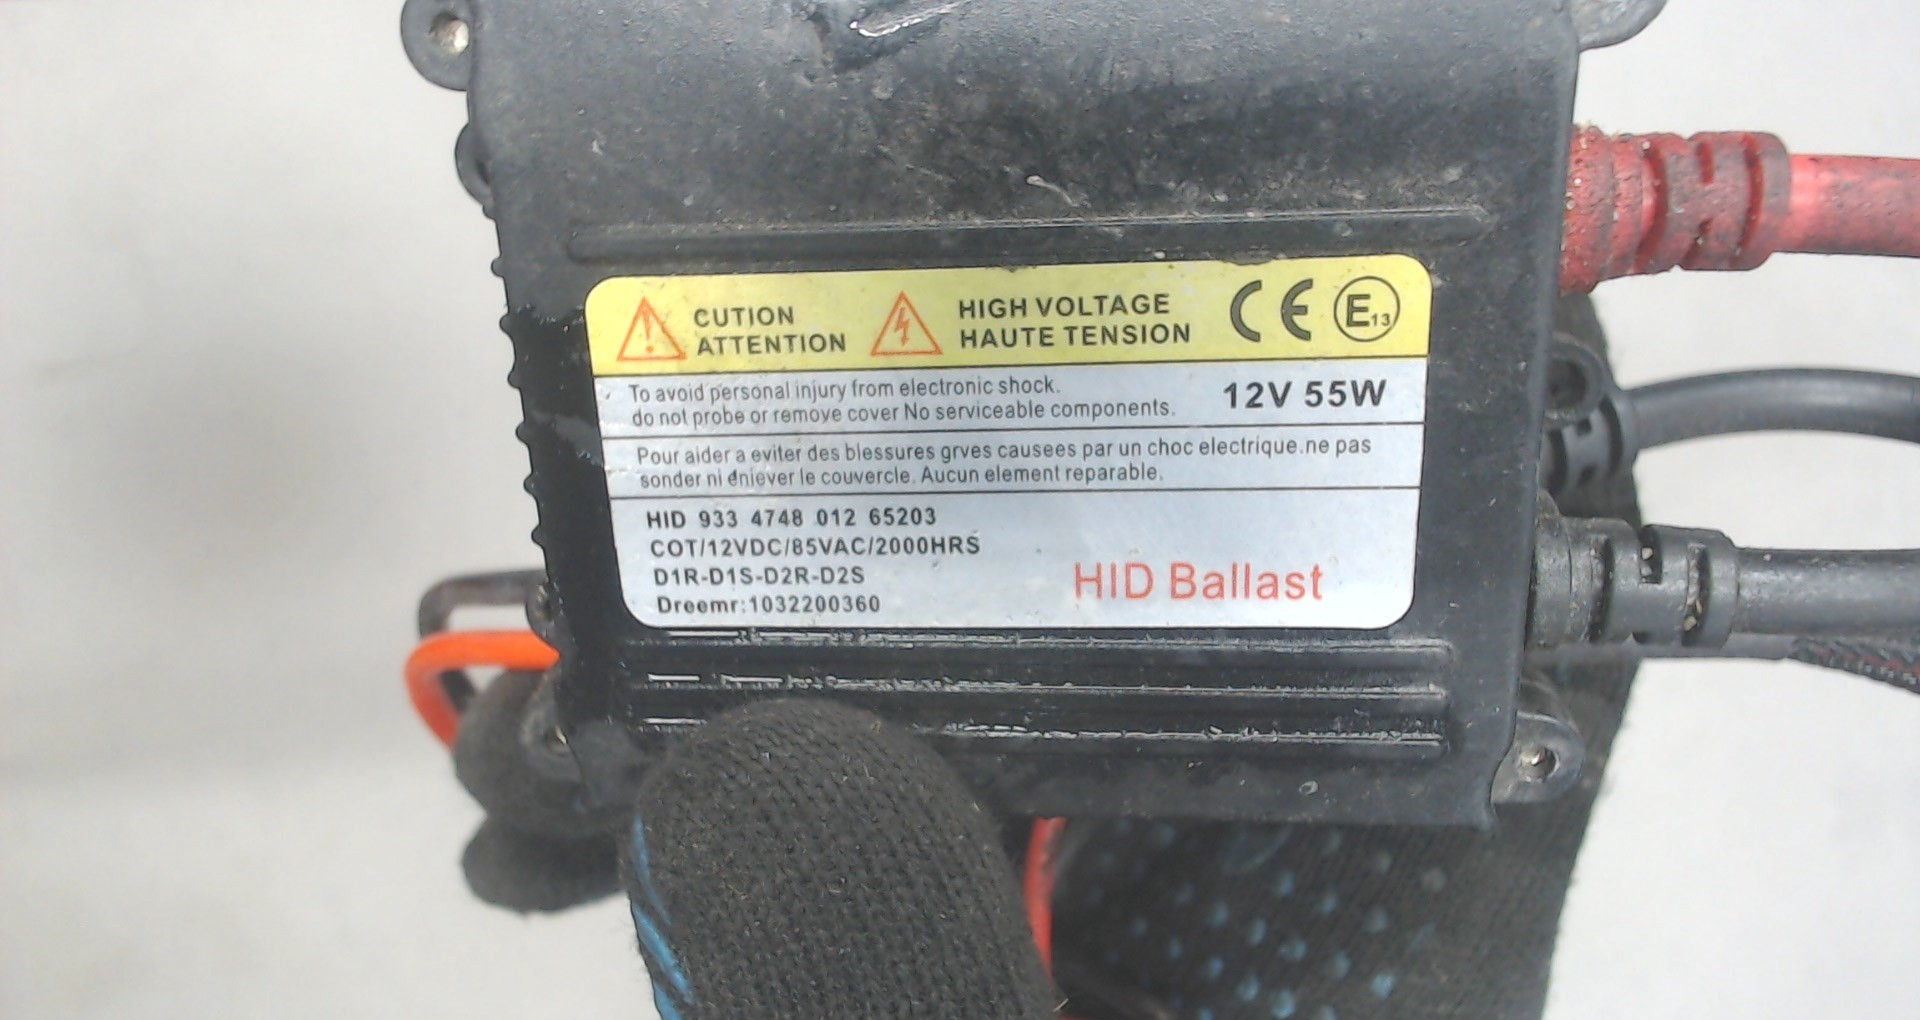 CUTION
ATTENTION
HIGH VOLTAGE
HAUTE TENSION
CE E13
To avoid personal injury from electronic shock.
do not probe or remove cover No serviceable components.
12V 55W
Pour aider a eviter des blessures grves causees par un choc electrique.ne pas
sonder ni eniever le couvercle. Aucun element reparable.
HID 933 4748 012 65203
COT/12VDC/85VAC/2000HRS
D1R-D1S-D2R-D2S
Dreemr:1032200360
HID Ballast